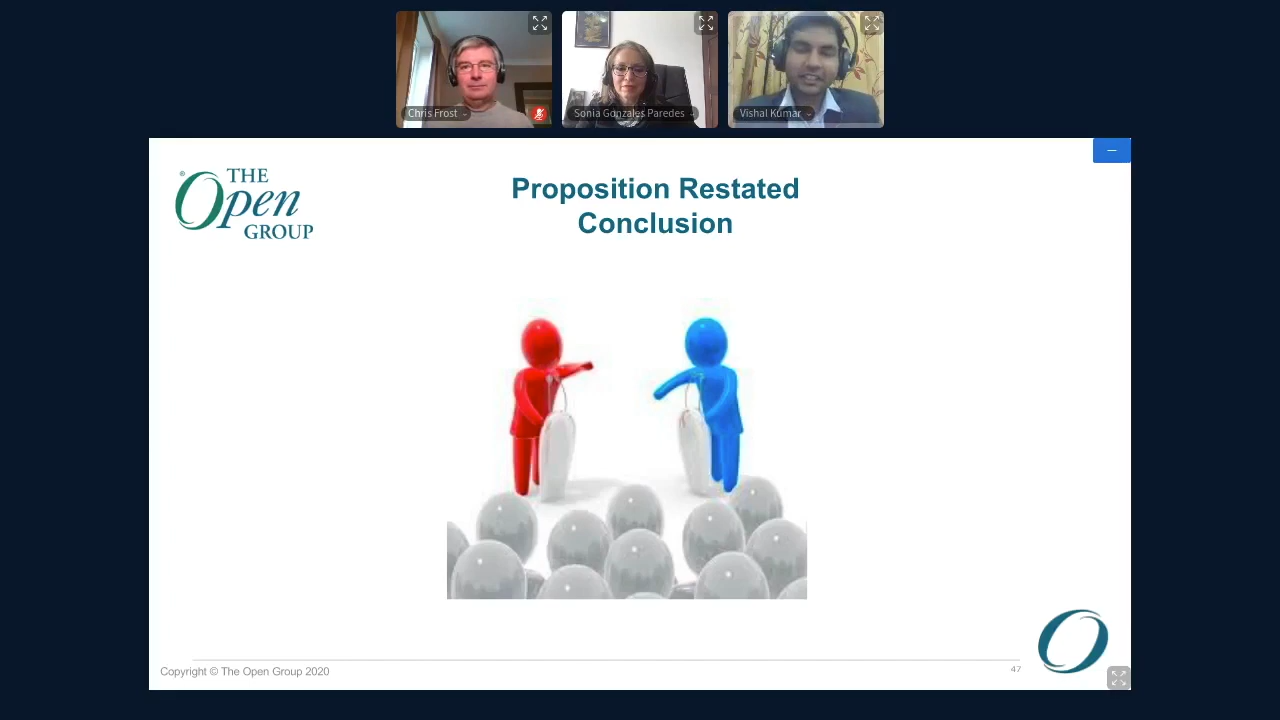 Chris Frost
Sonia Gonzales Paredes
Vishal Kumar
THE
Open
GROUP
®
Proposition Restated
Conclusion
Copyright © The Open Group 2020
47